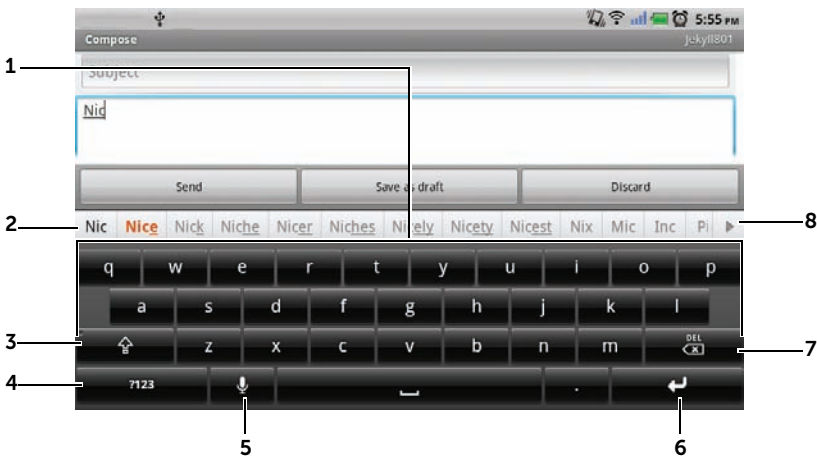 5:55 PM
Compose Jekyll801
1
Subject
Nic
Send Save as draft Discard
2 Nic Nice Nick Niche Nicer Niches Nicely Nicety Nicest Nix Mic Inc Pi 8
q w e r t y u i o p
a s d f g h j k l
3 z x c v b n m DEL 7
4 ?123 . 6
5